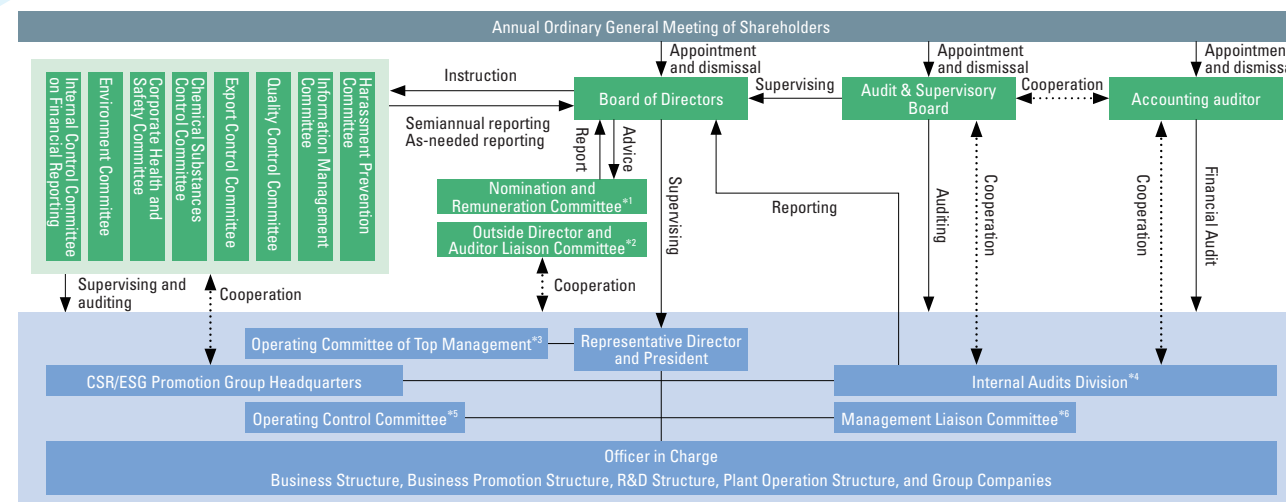 Annual Ordinary General Meeting of Shareholders
Appointment
and dismissal
Appointment
and dismissal
Appointmen
and dismissa
Internal Control Committee
on Financial Reporting
Environment Committee
Corporate Health and
Safety Committee
Chemical Substances
Control Committee
Export Control Committee
Quality Control Committee
Information Management
Committee
Harassment Prevention
Committee
Instruction
Semiannual reporting
As-needed reporting
Board of Directors
Supervising
Audit & Supervisory
Board
Cooperation
Accounting auditor
Report
Advice
Nomination and
Remuneration Committee*1
Outside Director and
Auditor Liaison Committee*2
Supervising
Reporting
Auditing
Cooperation
Cooperation
Financial Audit
Supervising and
auditing
Cooperation
Cooperation
Operating Committee of Top Management*3
Representative Director
and President
CSR/ESG Promotion Group Headquarters
Internal Audits Division*4
Operating Control Committee*5
Management Liaison Committee*6
Officer in Charge
Business Structure, Business Promotion Structure, R&D Structure, Plant Operation Structure, and Group Companies